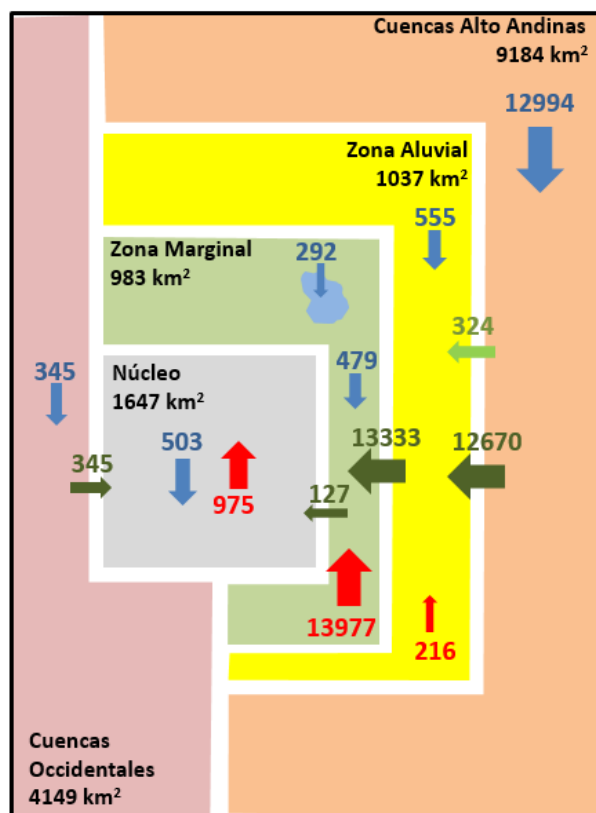 Cuencas Alto Andinas
9184 km²
12994
Zona Aluvial
1037 km²
555
Zona Marginal
983 km²
292
324
345
Núcleo
1647 km²
479
503
13333
12670
345
975
127
13977
216
Cuencas
Occidentales
4149 km²